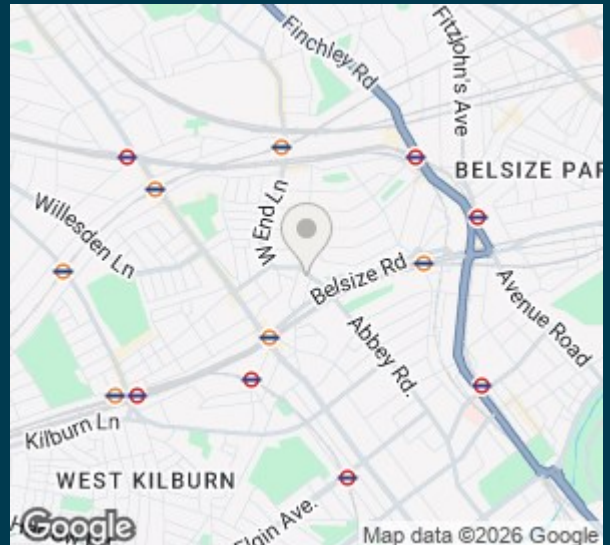 Finchley Rd
Fitzjohn's Ave
BELSIZE PAR
Willesden Ln
W End Ln
Belsize Rd
Avenue Road
Abbey Rd.
Kilburn Ln
WEST KILBURN
Elgin Ave.
Google
Map data ©2026 Google